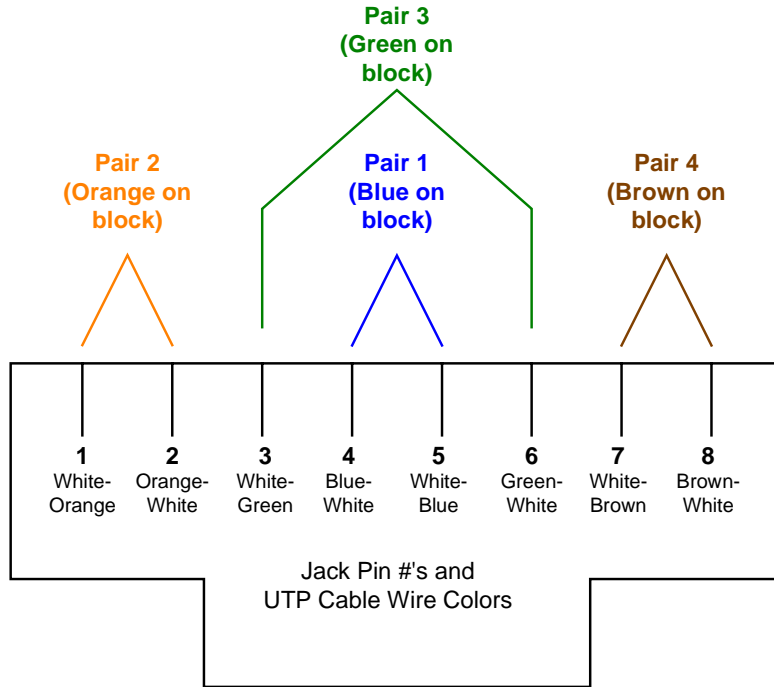 Pair 3
(Green on
block)
Pair 2
(Orange on
block)
Pair 1
(Blue on
block)
Pair 4
(Brown on
block)
1
White-
Orange
2
Orange-
White
3
White-
Green
4
Blue-
White
5
White-
Blue
6
Green-
White
7
White-
Brown
8
Brown-
White
Jack Pin #'s and
UTP Cable Wire Colors